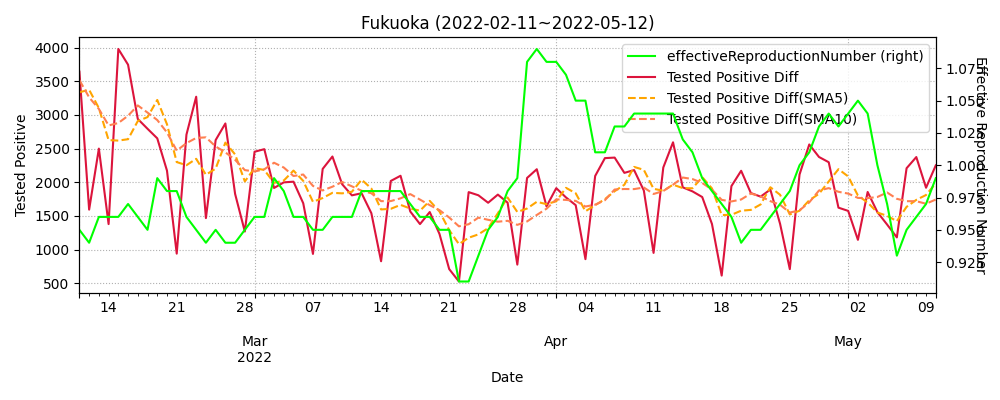 Fukuoka (2022-02-11~2022-05-12)
effectiveReproductionNumber (right)
Tested Positive Diff
Tested Positive Diff(SMA5)
Tested Positive Diff(SMA10)
Tested Positive
4000
3500
3000
2500
2000
1500
1000
500
Effective Reproduction Number
1.075
1.050
1.025
1.000
0.975
0.950
0.925
14 21 28 07 14 21 28 04 11 18 25 02 09
Mar Apr May
2022
Date